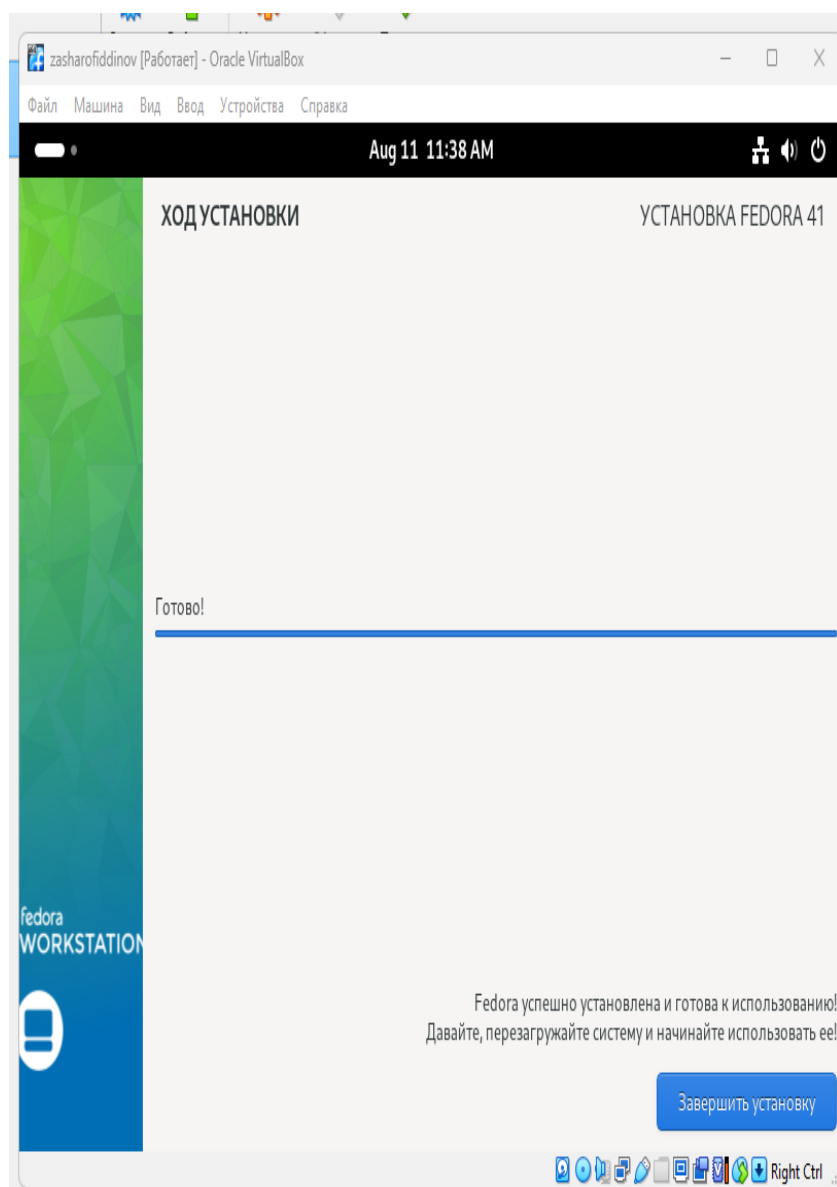 zasharofiddinov [Работает] - Oracle VirtualBox
Файл Машина Вид Ввод Устройства Справка
Aug 11 11:38 AM
ХОД УСТАНОВКИ
УСТАНОВКА FEDORA 41
Готово!
fedora
WORKSTATION
Fedora успешно установлена и готова к использованию!
Давайте, перезагружайте систему и начинайте использовать ее!
Завершить установку
Right Ctrl